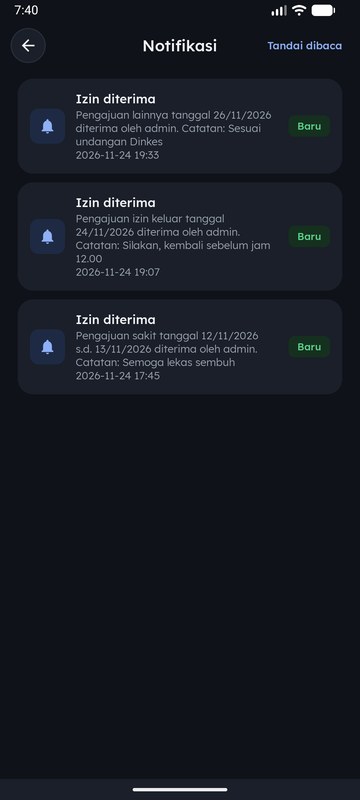 7:40
Notifikasi
Tandai dibaca
Izin diterima
Pengajuan lainnya tanggal 26/11/2026
diterima oleh admin. Catatan: Sesuai
undangan Dinkes
2026-11-24 19:33
Baru
Izin diterima
Pengajuan izin keluar tanggal
24/11/2026 diterima oleh admin.
Catatan: Silakan, kembali sebelum jam
12.00
2026-11-24 19:07
Baru
Izin diterima
Pengajuan sakit tanggal 12/11/2026
s.d. 13/11/2026 diterima oleh admin.
Catatan: Semoga lekas sembuh
2026-11-24 17:45
Baru